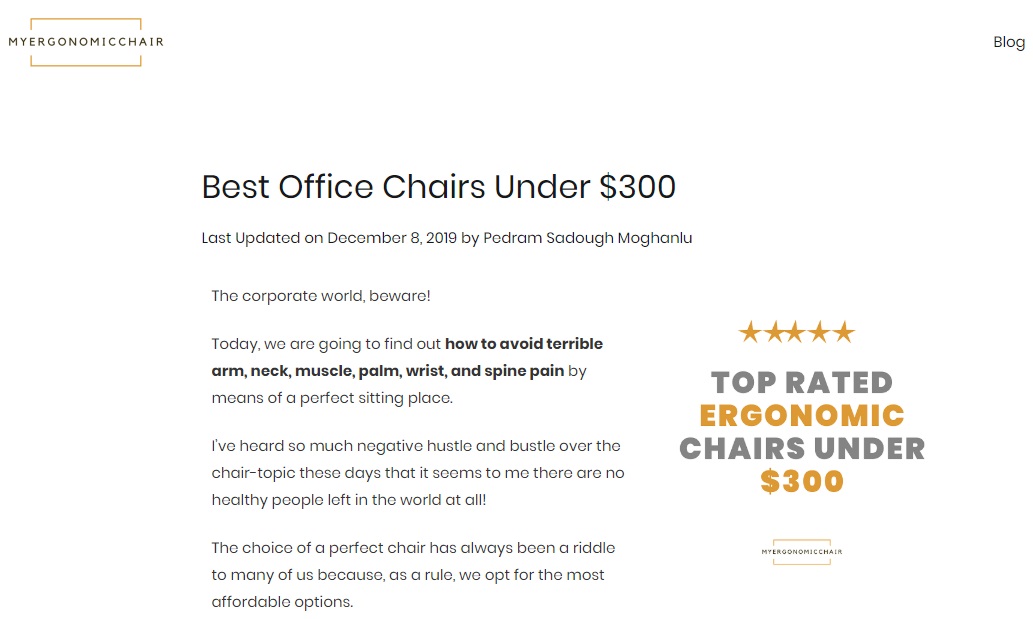 MYERGONOMICCHAIR
Blog
Best Office Chairs Under $300
Last Updated on December 8, 2019 by Pedram Sadough Moghanlu
The corporate world, beware!
Today, we are going to find out how to avoid terrible
arm, neck, muscle, palm, wrist, and spine pain by
means of a perfect sitting place.
I've heard so much negative hustle and bustle over the
chair-topic these days that it seems to me there are no
healthy people left in the world at all!
The choice of a perfect chair has always been a riddle
to many of us because, as a rule, we opt for the most
affordable options.
TOP RATED
ERGONOMIC
CHAIRS UNDER
$300
MYERGONOMICCHAIR